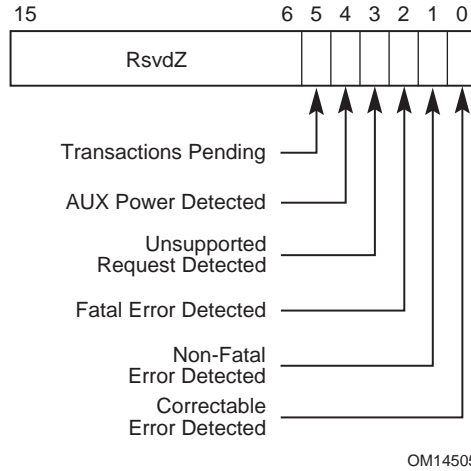 15 6 5 4 3 2 1 0
RsvdZ
Transactions Pending
AUX Power Detected
Unsupported
Request Detected
Fatal Error Detected
Non-Fatal
Error Detected
Correctable
Error Detected
OM14505